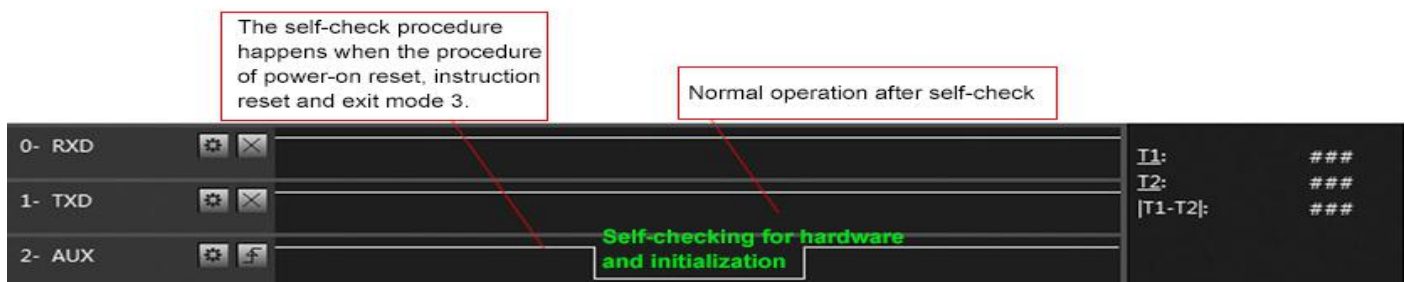 The self-check procedure
happens when the procedure
of power-on reset, instruction
reset and exit mode 3.
Normal operation after self-check
0- RXD
T1: ###
T2: ###
1- TXD
|T1-T2|: ###
Self-checking for hardware
and initialization
2- AUX